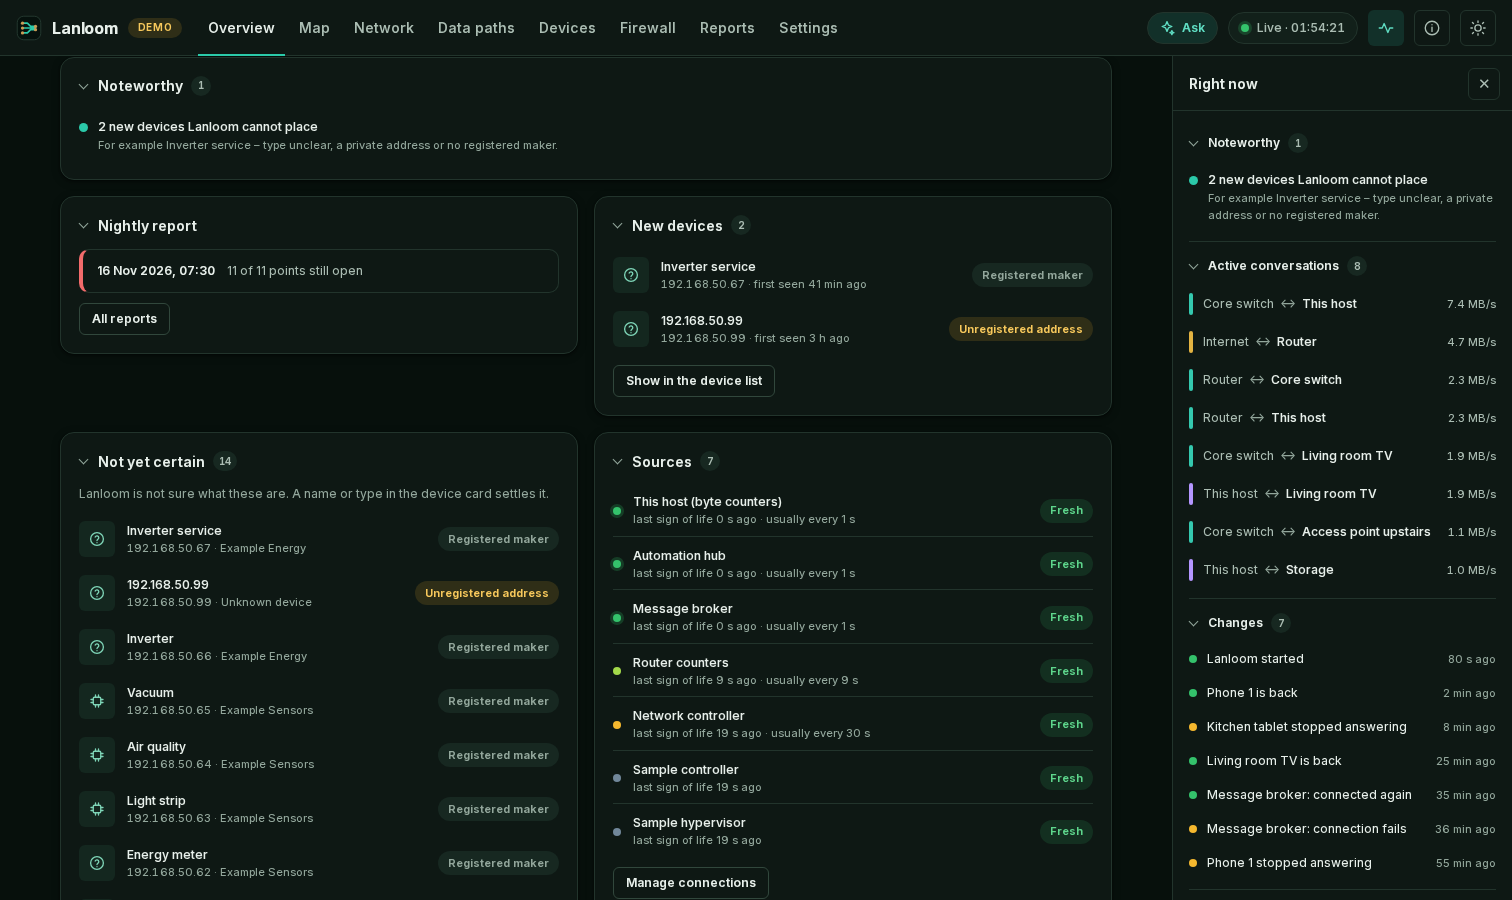 Lanloom DEMO Overview Map Network Data paths Devices Firewall Reports Settings Ask Live · 01:54:21
Noteworthy 1
2 new devices Lanloom cannot place
For example Inverter service – type unclear, a private address or no registered maker.
Nightly report
16 Nov 2026, 07:30 11 of 11 points still open
All reports
New devices 2
Inverter service
192.168.50.67 · first seen 41 min ago
Registered maker
192.168.50.99
192.168.50.99 · first seen 3 h ago
Unregistered address
Show in the device list
Not yet certain 14
Lanloom is not sure what these are. A name or type in the device card settles it.
Inverter service
192.168.50.67 · Example Energy
Registered maker
192.168.50.99
192.168.50.99 · Unknown device
Unregistered address
Inverter
192.168.50.66 · Example Energy
Registered maker
Vacuum
192.168.50.65 · Example Sensors
Registered maker
Air quality
192.168.50.64 · Example Sensors
Registered maker
Light strip
192.168.50.63 · Example Sensors
Registered maker
Energy meter
192.168.50.62 · Example Sensors
Registered maker
Sources 7
This host (byte counters)
last sign of life 0 s ago · usually every 1 s
Fresh
Automation hub
last sign of life 0 s ago · usually every 1 s
Fresh
Message broker
last sign of life 0 s ago · usually every 1 s
Fresh
Router counters
last sign of life 9 s ago · usually every 9 s
Fresh
Network controller
last sign of life 19 s ago · usually every 30 s
Fresh
Sample controller
last sign of life 19 s ago
Fresh
Sample hypervisor
last sign of life 19 s ago
Fresh
Manage connections
Right now
Noteworthy 1
2 new devices Lanloom cannot place
For example Inverter service – type unclear, a private
address or no registered maker.
Active conversations 8
Core switch ↔ This host 7.4 MB/s
Internet ↔ Router 4.7 MB/s
Router ↔ Core switch 2.3 MB/s
Router ↔ This host 2.3 MB/s
Core switch ↔ Living room TV 1.9 MB/s
This host ↔ Living room TV 1.9 MB/s
Core switch ↔ Access point upstairs 1.1 MB/s
This host ↔ Storage 1.0 MB/s
Changes 7
Lanloom started 80 s ago
Phone 1 is back 2 min ago
Kitchen tablet stopped answering 8 min ago
Living room TV is back 25 min ago
Message broker: connected again 35 min ago
Message broker: connection fails 36 min ago
Phone 1 stopped answering 55 min ago